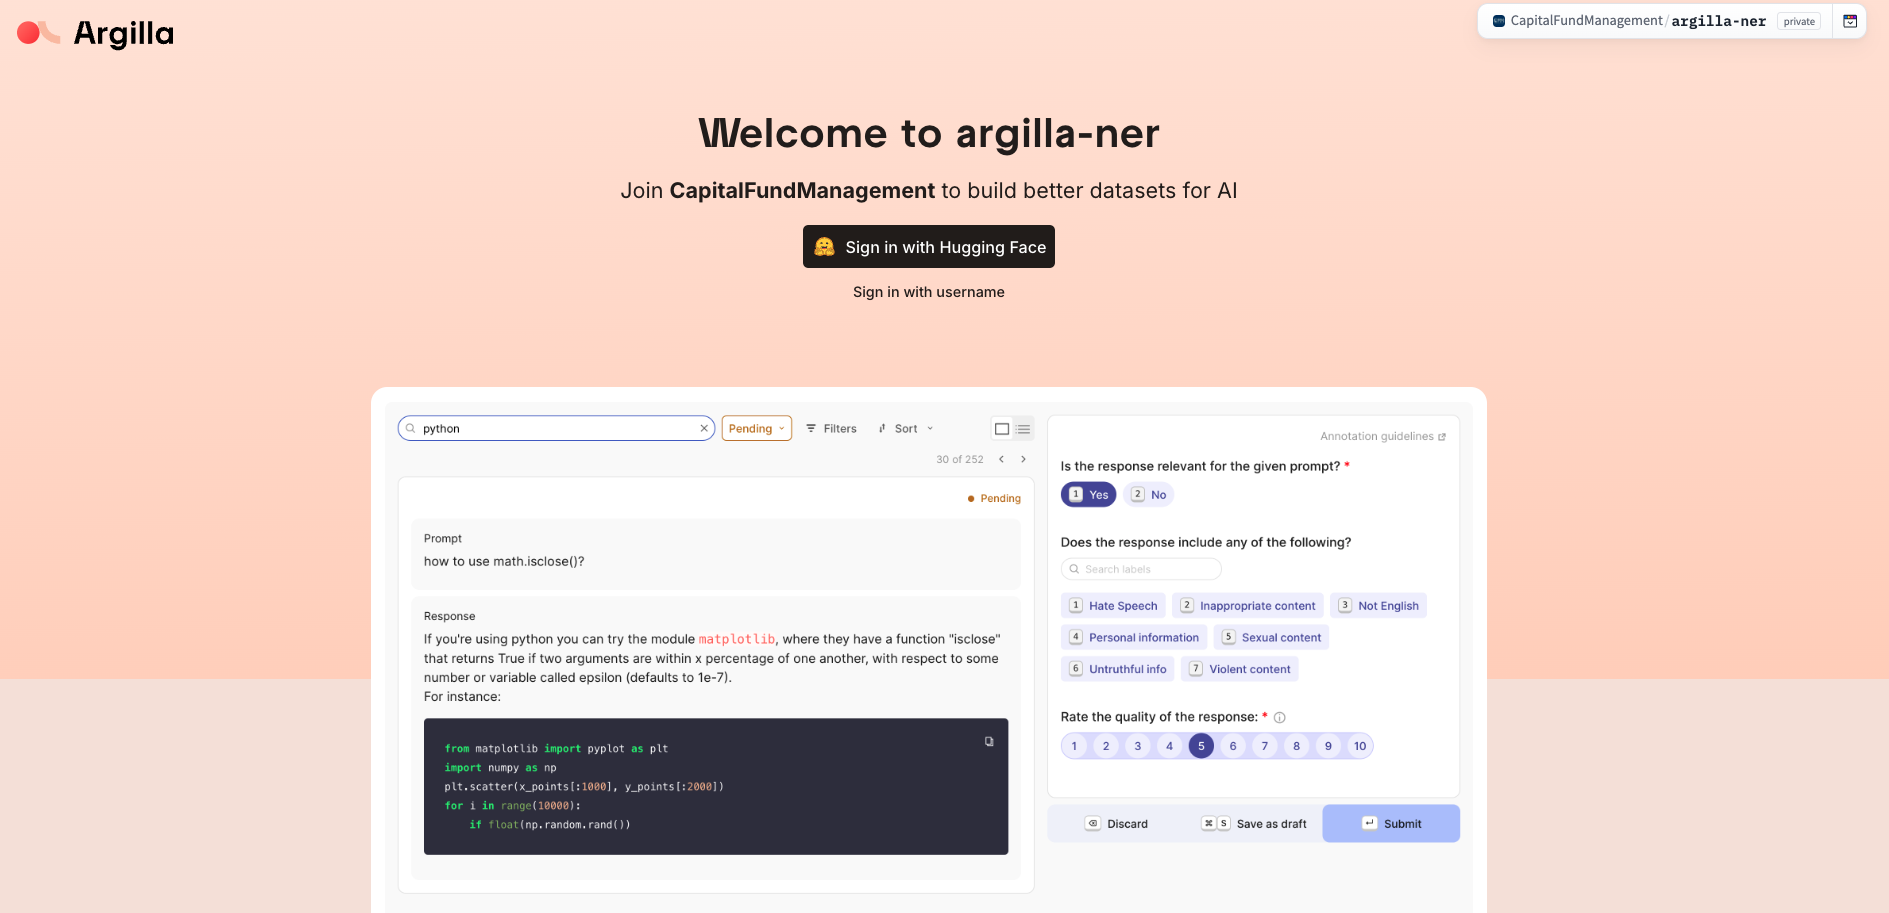 Argilla
CapitalFundManagement/argilla-ner private
Welcome to argilla-ner
Join CapitalFundManagement to build better datasets for AI
Sign in with Hugging Face
Sign in with username
python
Pending
Filters
Sort
30 of 252
Pending
Prompt
how to use math.isclose()?
Response
If you're using python you can try the module matplotlib, where they have a function "isclose"
that returns True if two arguments are within x percentage of one another, with respect to some
number or variable called epsilon (defaults to 1e-7).
For instance:
from matplotlib import pyplot as plt
import numpy as np
plt.scatter(x_points[:1000], y_points[:2000])
for i in range(10000):
    if float(np.random.rand())
Annotation guidelines
Is the response relevant for the given prompt? *
1 Yes 2 No
Does the response include any of the following?
Search labels
1 Hate Speech 2 Inappropriate content 3 Not English
4 Personal information 5 Sexual content
6 Untruthful info 7 Violent content
Rate the quality of the response: *
1 2 3 4 5 6 7 8 9 10
Discard ⌘ S Save as draft Submit